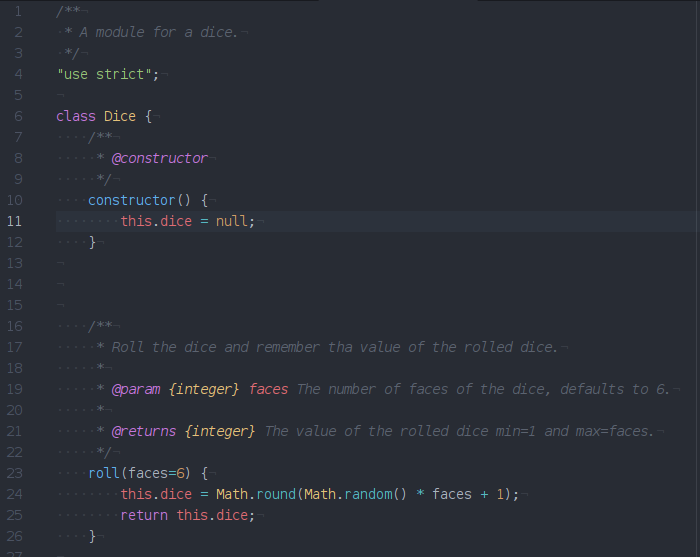 1 /**
2  * A module for a dice.
3  */
4 "use strict";
5
6 class Dice {
7     /**
8      * @constructor
9      */
10     constructor() {
11         this.dice = null;
12     }
13
14
15
16     /**
17      * Roll the dice and remember tha value of the rolled dice.
18      *
19      * @param {integer} faces The number of faces of the dice, defaults to 6.
20      *
21      * @returns {integer} The value of the rolled dice min=1 and max=faces.
22      */
23     roll(faces=6) {
24         this.dice = Math.round(Math.random() * faces + 1);
25         return this.dice;
26     }
27